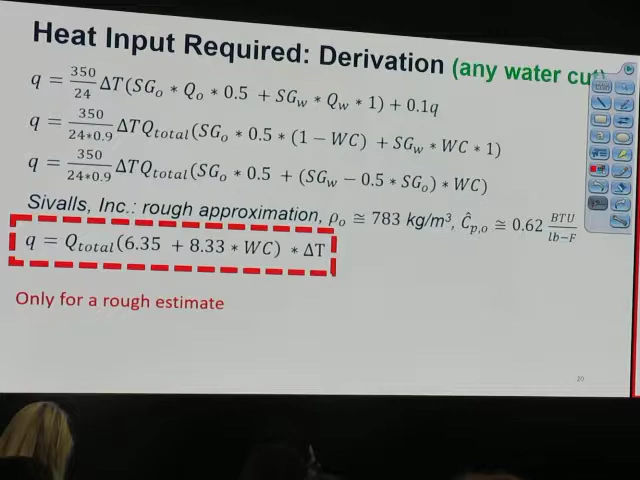 Heat Input Required: Derivation (any water cut)
q = 350/24 ΔT(SG_o * Q_o * 0.5 + SG_w * Q_w * 1) + 0.1q
q = 350/24*0.9 ΔTQ_total(SG_o * 0.5 * (1 − WC) + SG_w * WC * 1)
q = 350/24*0.9 ΔTQ_total(SG_o * 0.5 + (SG_w − 0.5 * SG_o) * WC)
Sivalls, Inc.: rough approximation, ρ_o ≅ 783 kg/m³, Ĉ_p,o ≅ 0.62 BTU/lb−F
q = Q_total(6.35 + 8.33 * WC) * ΔT
Only for a rough estimate
20